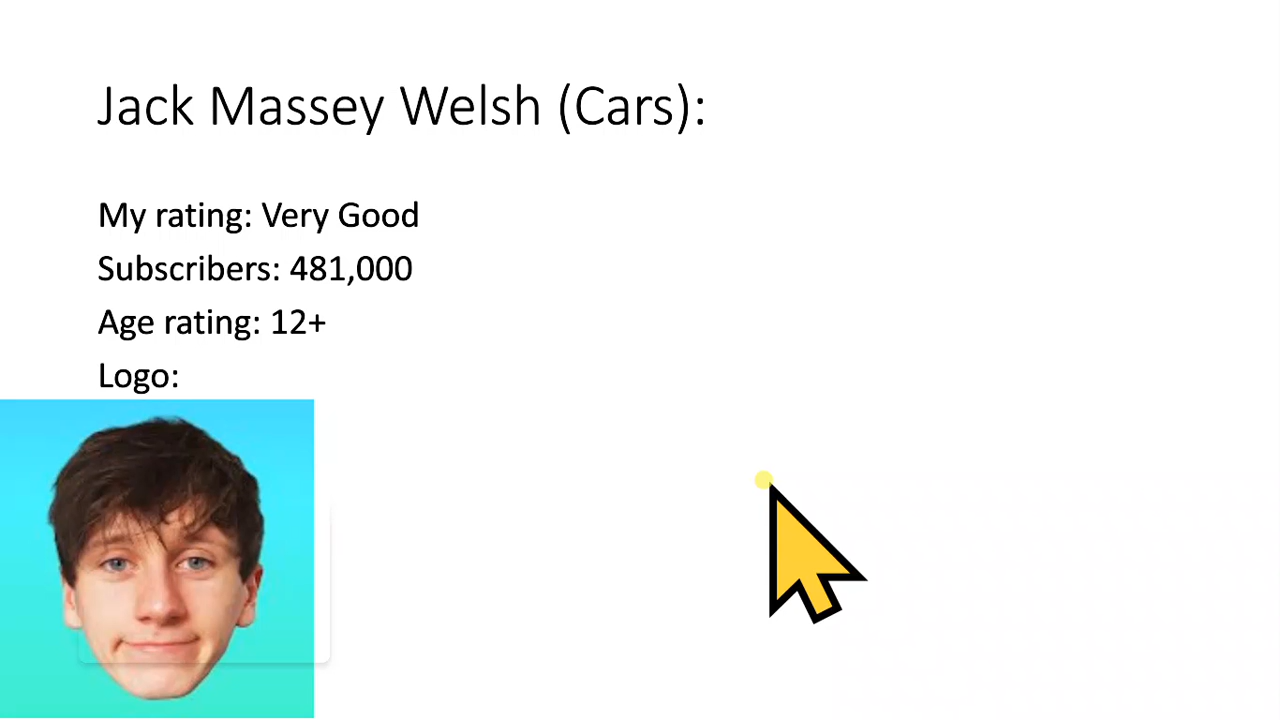 Jack Massey Welsh (Cars):
My rating: Very Good
Subscribers: 481,000
Age rating: 12+
Logo: